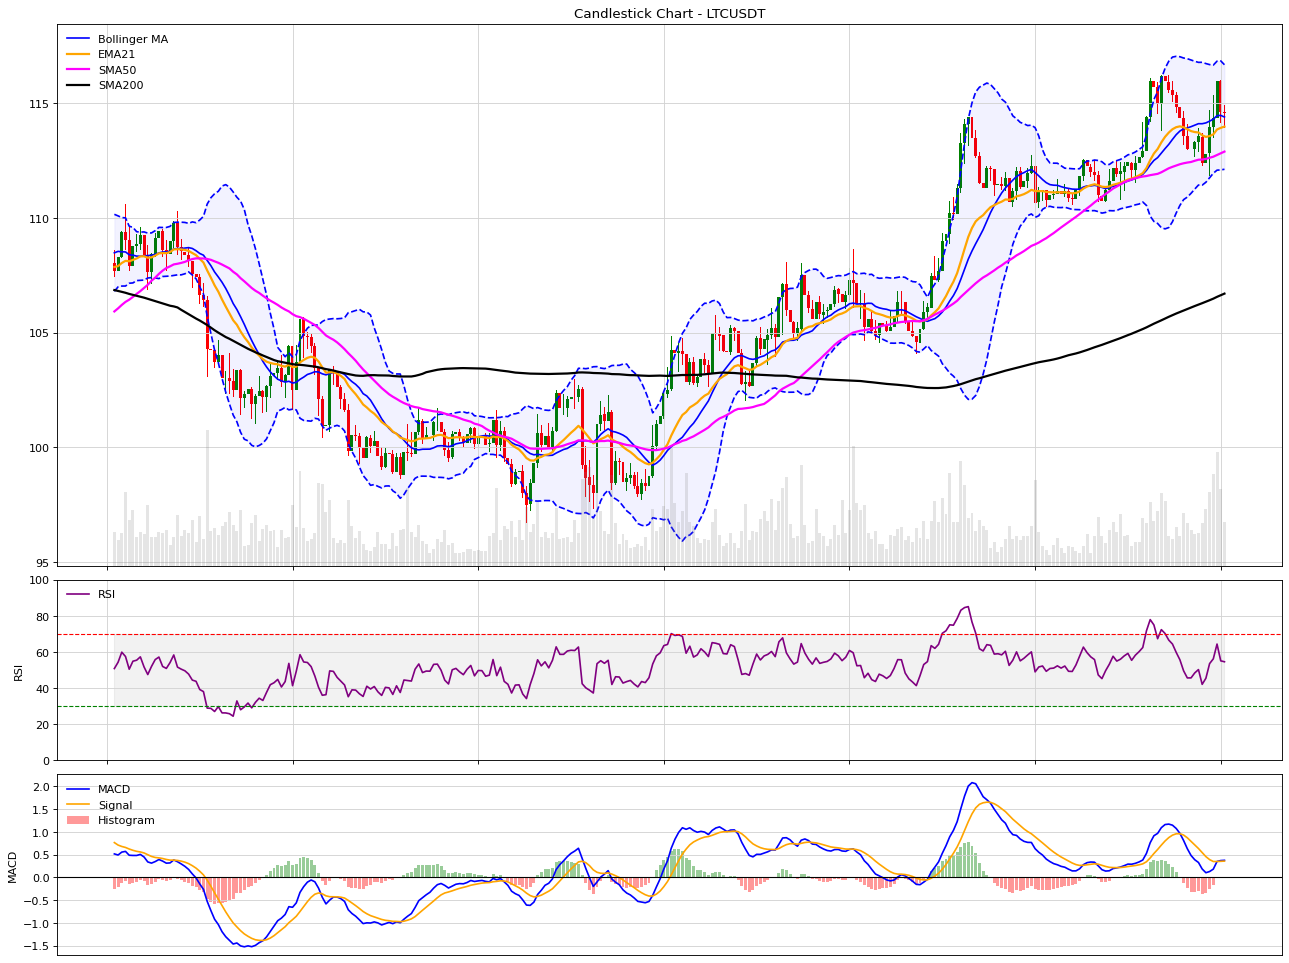 Candlestick Chart - LTCUSDT
Bollinger MA
EMA21
SMA50
SMA200
115
110
105
100
95
RSI
100
80
60
40
20
0
RSI
MACD
Signal
Histogram
2.0
1.5
1.0
0.5
0.0
−0.5
−1.0
−1.5
MACD